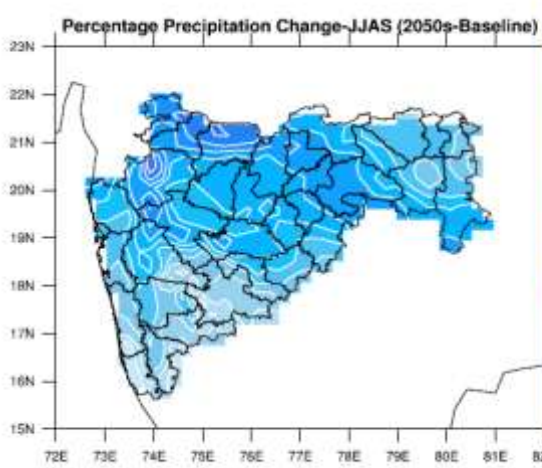 Percentage Precipitation Change-JJAS (2050s-Baseline)
23N
22N
21N
20N
19N
18N
17N
16N
15N
72E 73E 74E 75E 76E 77E 78E 79E 80E 81E 82